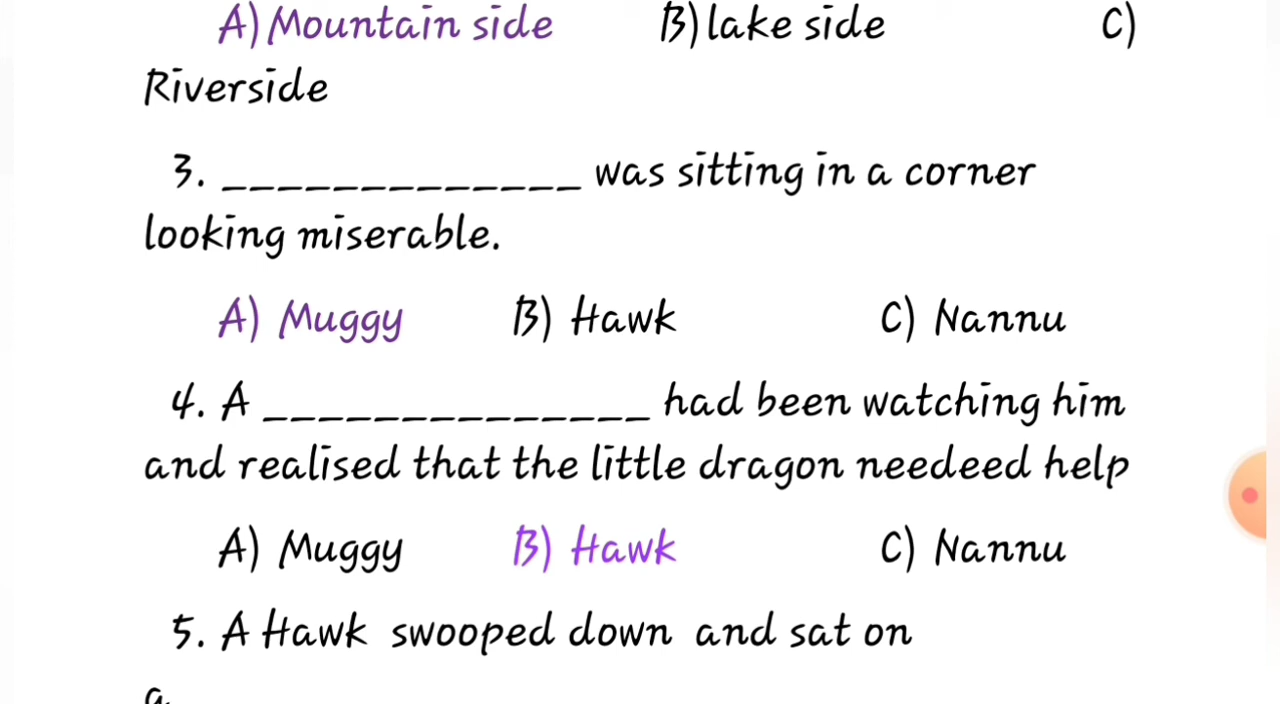 A) Mountain side B) lake side C)
Riverside
3. _____________ was sitting in a corner
looking miserable.
A) Muggy B) Hawk C) Nannu
4. A ______________ had been watching him
and realised that the little dragon needeed help
A) Muggy B) Hawk C) Nannu
5. A Hawk swooped down and sat on